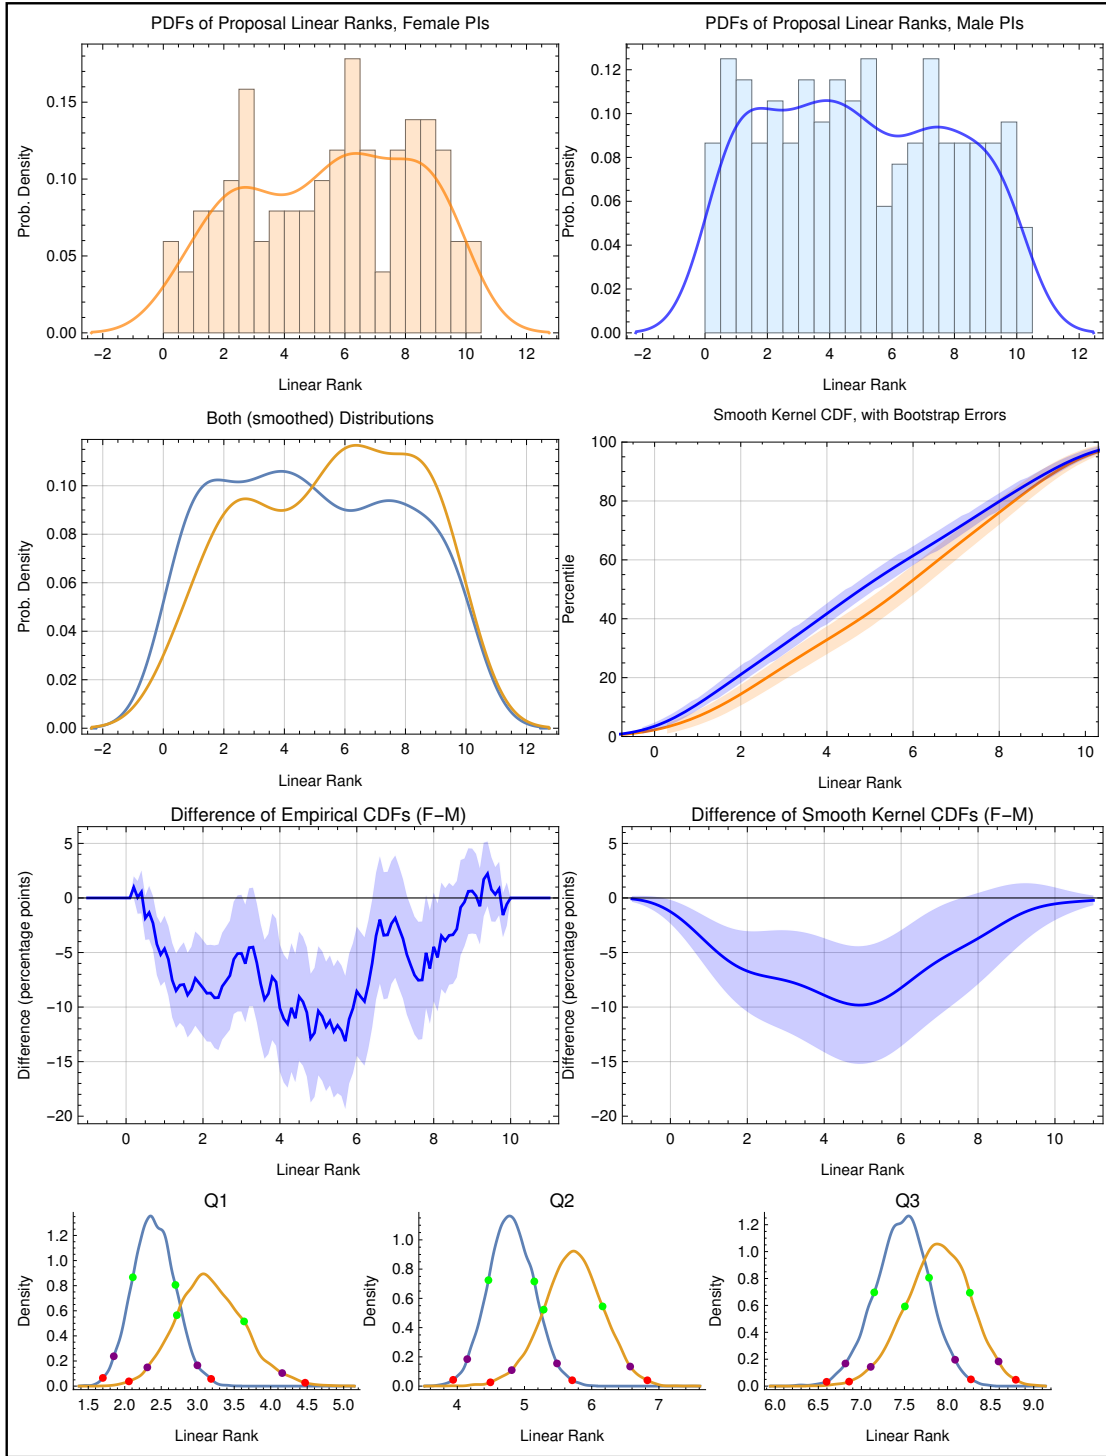 PDFs of Proposal Linear Ranks, Female PIs
Prob. Density
0.15
0.10
0.05
0.00
−2 0 2 4 6 8 10 12
Linear Rank
PDFs of Proposal Linear Ranks, Male PIs
Prob. Density
0.12
0.10
0.08
0.06
0.04
0.02
0.00
−2 0 2 4 6 8 10 12
Linear Rank
Both (smoothed) Distributions
Prob. Density
0.10
0.08
0.06
0.04
0.02
0.00
−2 0 2 4 6 8 10 12
Linear Rank
Smooth Kernel CDF, with Bootstrap Errors
Percentile
100
80
60
40
20
0
0 2 4 6 8 10
Linear Rank
Difference of Empirical CDFs (F−M)
Difference (percentage points)
5
0
−5
−10
−15
−20
0 2 4 6 8 10
Linear Rank
Difference of Smooth Kernel CDFs (F−M)
Difference (percentage points)
5
0
−5
−10
−15
−20
0 2 4 6 8 10
Linear Rank
Q1
Density
1.2
1.0
0.8
0.6
0.4
0.2
0.0
1.5 2.0 2.5 3.0 3.5 4.0 4.5 5.0
Linear Rank
Q2
Density
1.0
0.8
0.6
0.4
0.2
0.0
4 5 6 7
Linear Rank
Q3
Density
1.2
1.0
0.8
0.6
0.4
0.2
0.0
6.0 6.5 7.0 7.5 8.0 8.5 9.0
Linear Rank